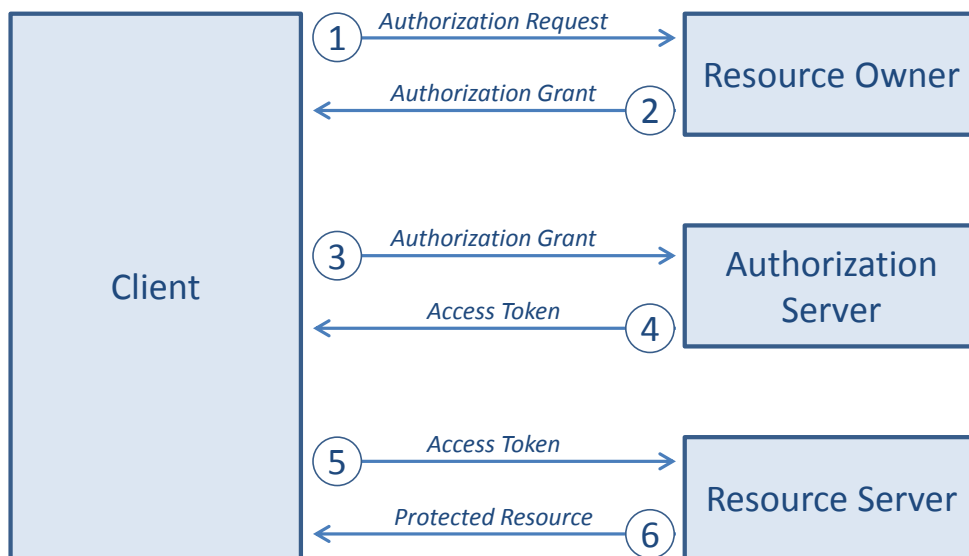 1
Authorization Request
Resource Owner
Authorization Grant
2
Client
3
Authorization Grant
Authorization
Server
Access Token
4
5
Access Token
Resource Server
Protected Resource
6